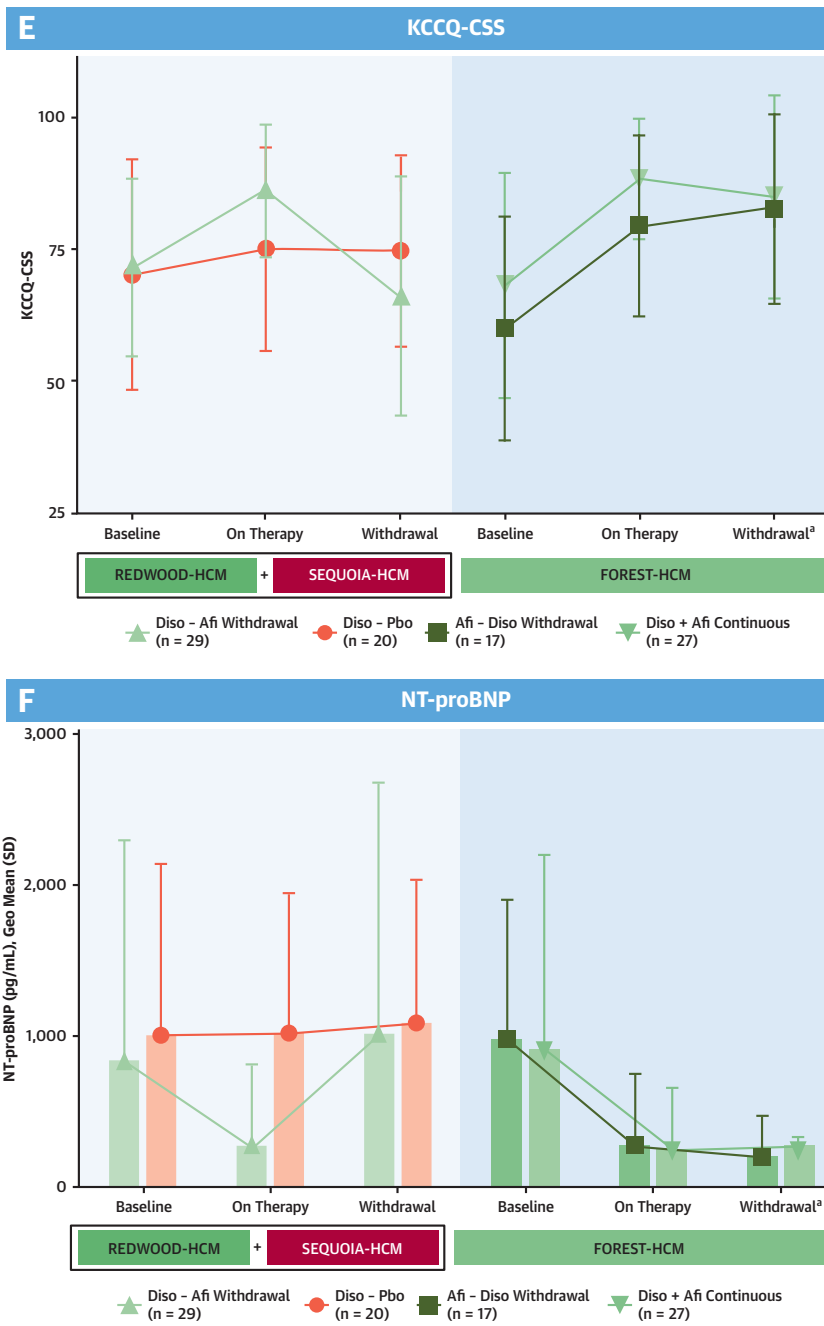 E KCCQ-CSS
100
75
50
25
KCCQ-CSS
Baseline On Therapy Withdrawal Baseline On Therapy Withdrawalᵃ
REDWOOD-HCM + SEQUOIA-HCM FOREST-HCM
Diso – Afi Withdrawal Diso – Pbo Afi – Diso Withdrawal Diso + Afi Continuous
(n = 29) (n = 20) (n = 17) (n = 27)
F NT-proBNP
3,000
2,000
1,000
0
NT-proBNP (pg/mL), Geo Mean (SD)
Baseline On Therapy Withdrawal Baseline On Therapy Withdrawalᵃ
REDWOOD-HCM + SEQUOIA-HCM FOREST-HCM
Diso – Afi Withdrawal Diso – Pbo Afi – Diso Withdrawal Diso + Afi Continuous
(n = 29) (n = 20) (n = 17) (n = 27)